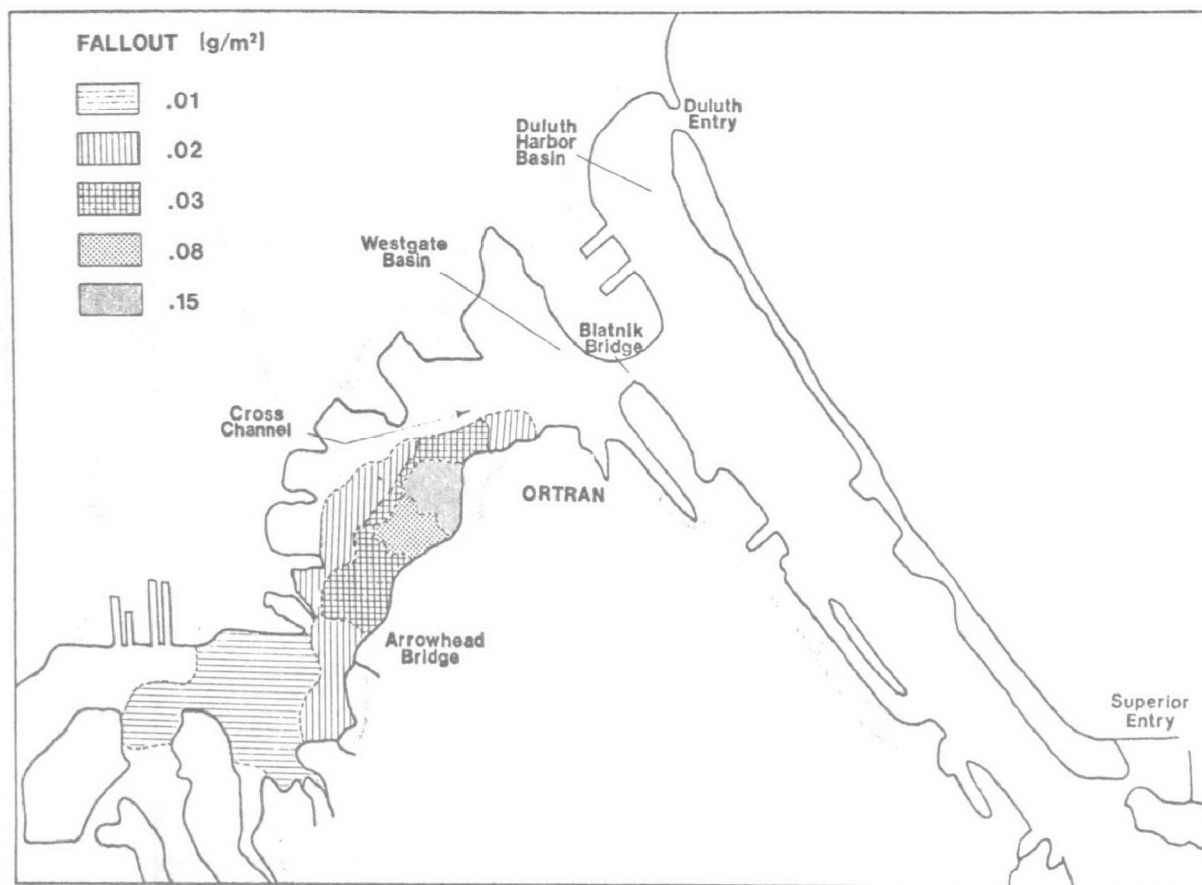 FALLOUT (g/m²)
.01
.02
.03
.08
.15
Duluth
Entry
Duluth
Harbor
Basin
Westgate
Basin
Blatnik
Bridge
Cross
Channel
ORTRAN
Arrowhead
Bridge
Superior
Entry